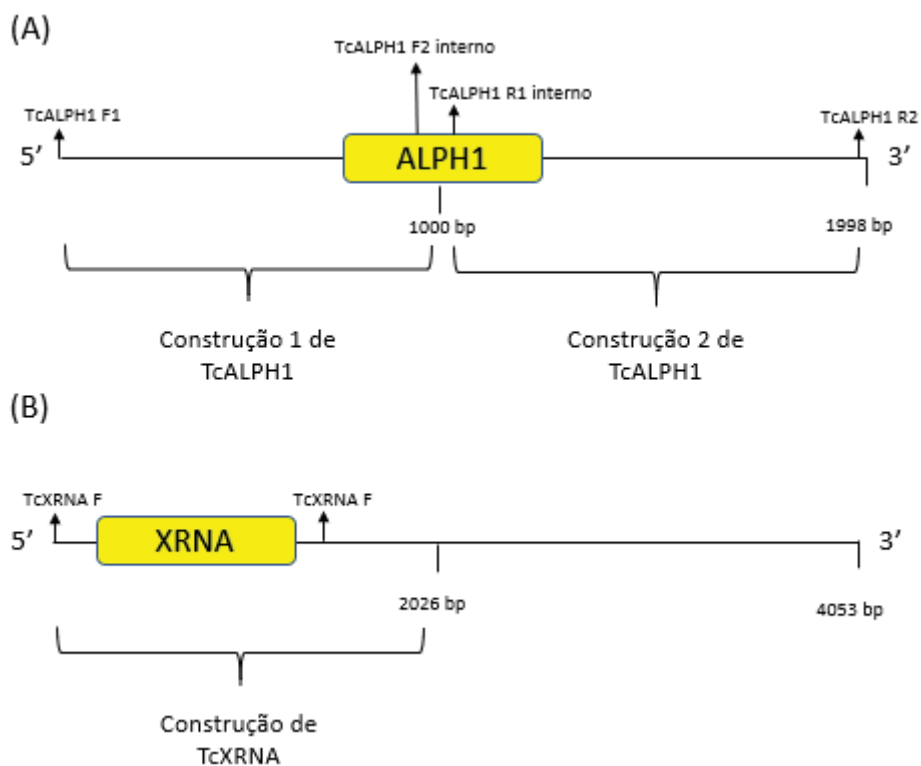 (A)
TcALPH1 F2 interno
TcALPH1 R1 interno
TcALPH1 F1
TcALPH1 R2
5’
ALPH1
3’
1000 bp
1998 bp
Construção 1 de
TcALPH1
Construção 2 de
TcALPH1
(B)
TcXRNA F
TcXRNA F
5’
XRNA
3’
2026 bp
4053 bp
Construção de
TcXRNA